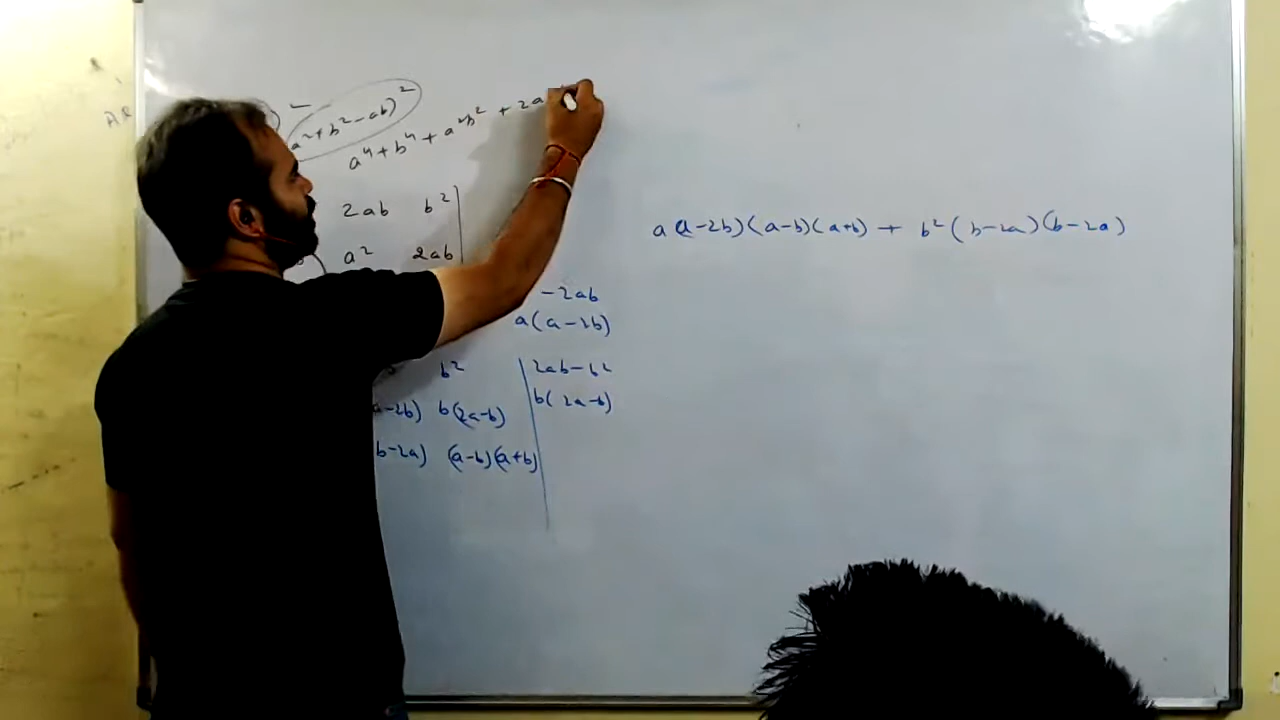 a²+b²-ab)²
a⁴+b⁴+a²b²+2a
2ab b²
a² 2ab
-2ab
a(a-2b)
b² 2ab-b²
a-2b) b(2a-b) b(2a-b)
b-2a) (a-b)(a+b)
a(a-2b)(a-b)(a+b) + b²(b-2a)(b-2a)